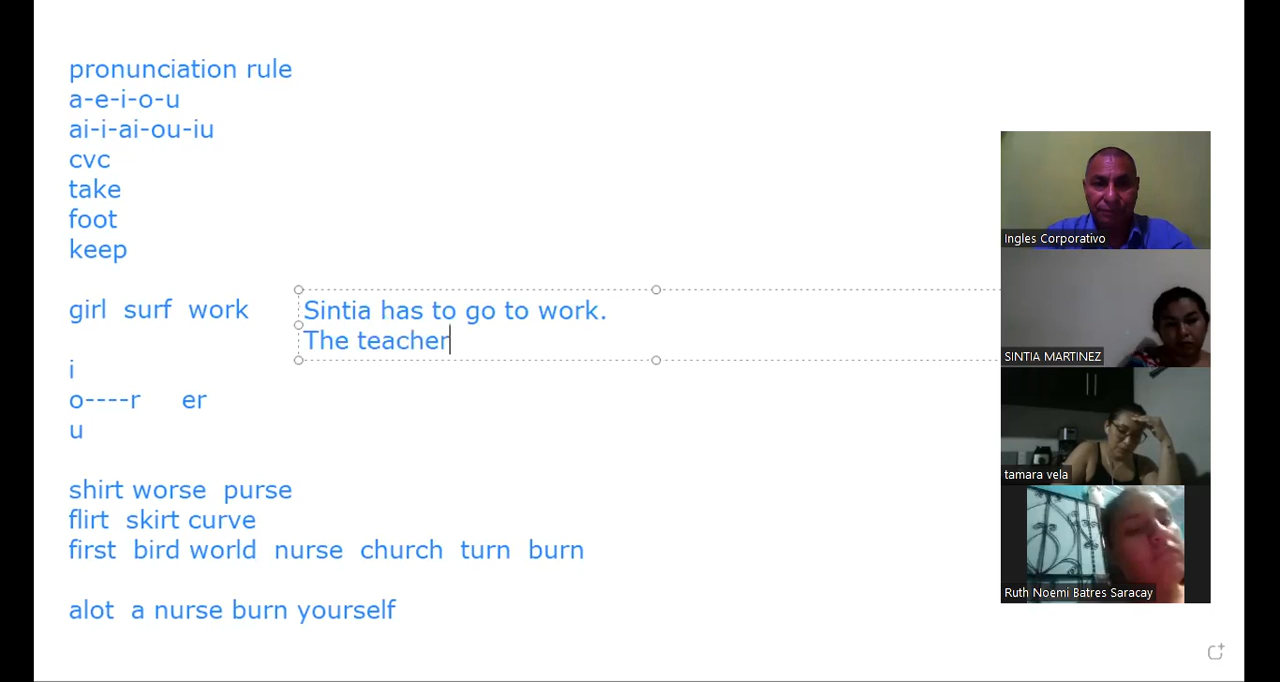 pronunciation rule
a-e-i-o-u
ai-i-ai-ou-iu
cvc
take
foot
keep
girl  surf  work
Sintia has to go to work.
The teacher
i
o----r     er
u
shirt worse  purse
flirt  skirt curve
first  bird world  nurse  church  turn  burn
alot  a nurse burn yourself
Ingles Corporativo
SINTIA MARTINEZ
tamara vela
Ruth Noemi Batres Saracay